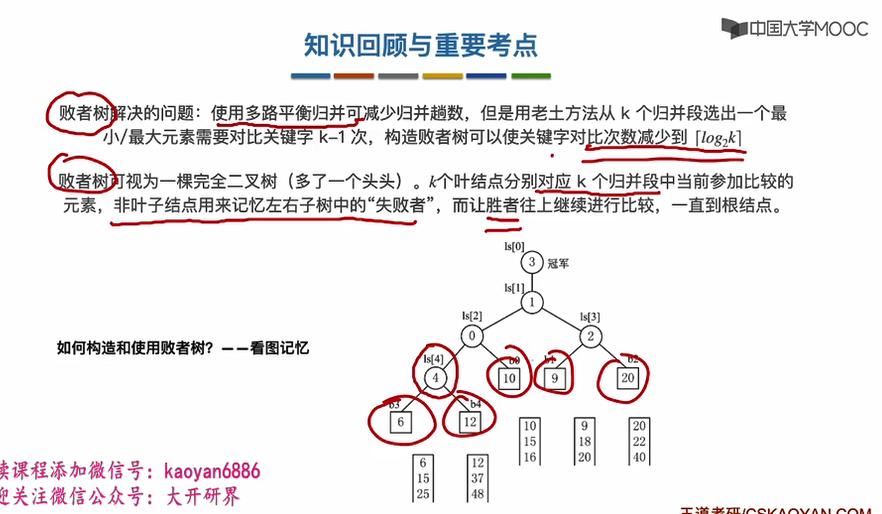 中国大学MOOC
知识回顾与重要考点
败者树解决的问题：使用多路平衡归并可减少归并趟数，但是用老土方法从 k 个归并段选出一个最
小/最大元素需要对比关键字 k–1 次，构造败者树可以使关键字对比次数减少到 ⌈log₂k⌉
败者树可视为一棵完全二叉树（多了一个头头）。k个叶结点分别对应 k 个归并段中当前参加比较的
元素，非叶子结点用来记忆左右子树中的“失败者”，而让胜者往上继续进行比较，一直到根结点。
ls[0]
3 冠军
ls[1]
1
ls[2] ls[3]
0 2
如何构造和使用败者树？——看图记忆
ls[4] b0 b1 b2
4 10 9 20
b3 b4
6 12
10 9 20
15 18 22
16 20 40
6 12
15 37
25 48
读课程添加微信号：kaoyan6886
迎关注微信公众号：大开研界
王道考研/CSKAOYAN.COM